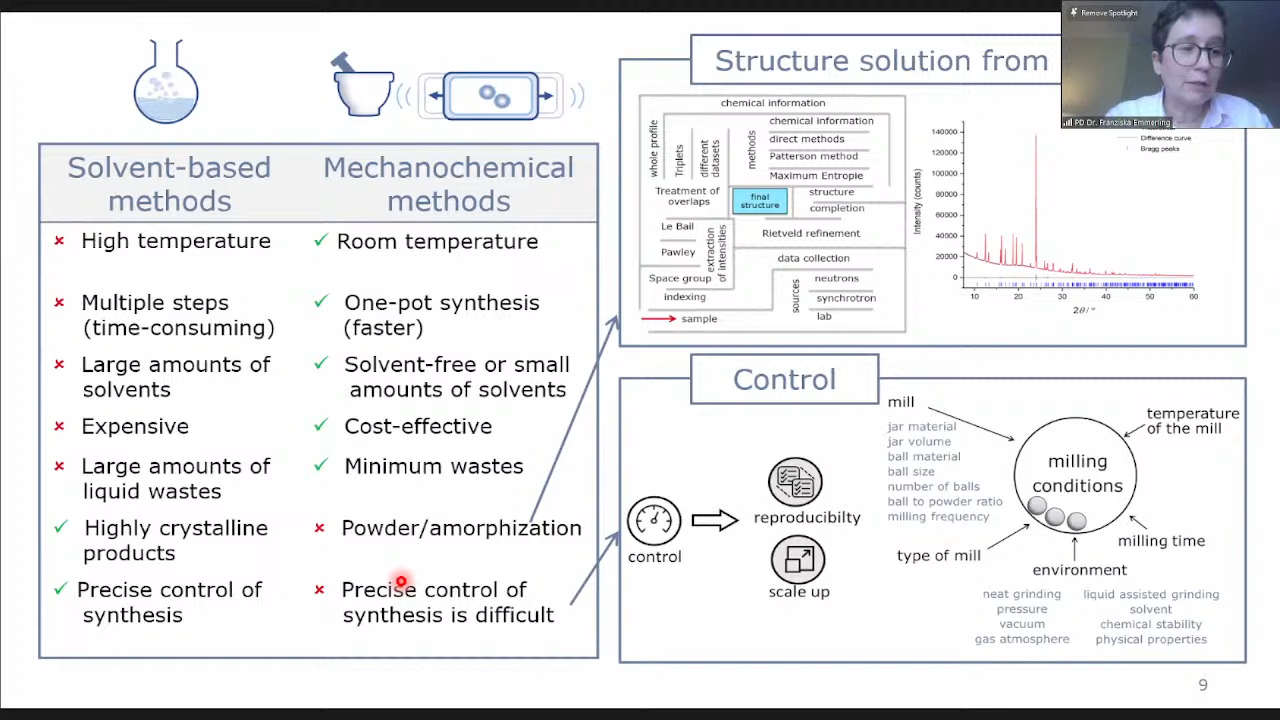 Remove Spotlight
PD Dr. Franziska Emmerling
Solvent-based
methods
Mechanochemical
methods
High temperature
Room temperature
Multiple steps
(time-consuming)
One-pot synthesis
(faster)
Large amounts of
solvents
Solvent-free or small
amounts of solvents
Expensive
Cost-effective
Large amounts of
liquid wastes
Minimum wastes
Highly crystalline
products
Powder/amorphization
Precise control of
synthesis
Precise control of
synthesis is difficult
Structure solution from
chemical information
whole profile
Triplets
different
datasets
methods
chemical information
direct methods
Patterson method
Maximum Entropie
Treatment of
overlaps
final
structure
structure
completion
Le Bail
Pawley
extraction
of intensities
Rietveld refinement
data collection
Space group
indexing
sources
neutrons
synchrotron
lab
sample
Difference curve
Bragg peaks
Intensity (counts)
140000
120000
100000
80000
60000
40000
20000
0
10 20 30 40 50 60
2θ/°
Control
control
reproducibilty
scale up
mill
jar material
jar volume
ball material
ball size
number of balls
ball to powder ratio
milling frequency
type of mill
milling
conditions
temperature
of the mill
milling time
environment
neat grinding
pressure
vacuum
gas atmosphere
liquid assisted grinding
solvent
chemical stability
physical properties
9